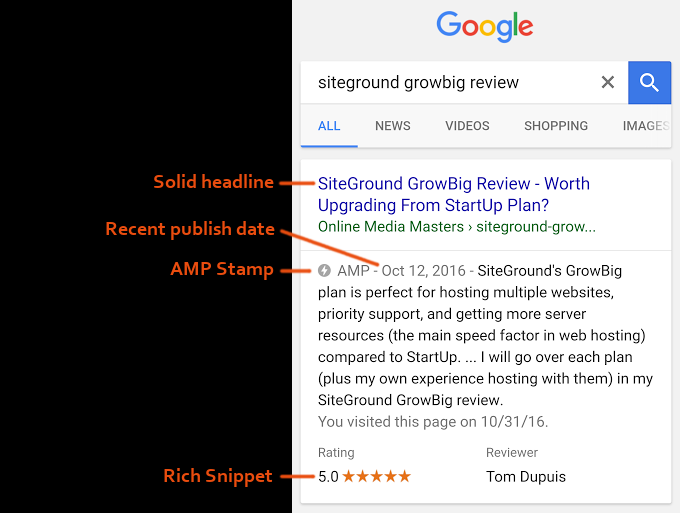 Google
siteground growbig review
ALL NEWS VIDEOS SHOPPING IMAGES
Solid headline
SiteGround GrowBig Review - Worth
Upgrading From StartUp Plan?
Online Media Masters › siteground-grow...
Recent publish date
AMP Stamp
AMP - Oct 12, 2016 - SiteGround's GrowBig
plan is perfect for hosting multiple websites,
priority support, and getting more server
resources (the main speed factor in web hosting)
compared to StartUp. ... I will go over each plan
(plus my own experience hosting with them) in my
SiteGround GrowBig review.
You visited this page on 10/31/16.
Rating Reviewer
Rich Snippet
5.0 Tom Dupuis